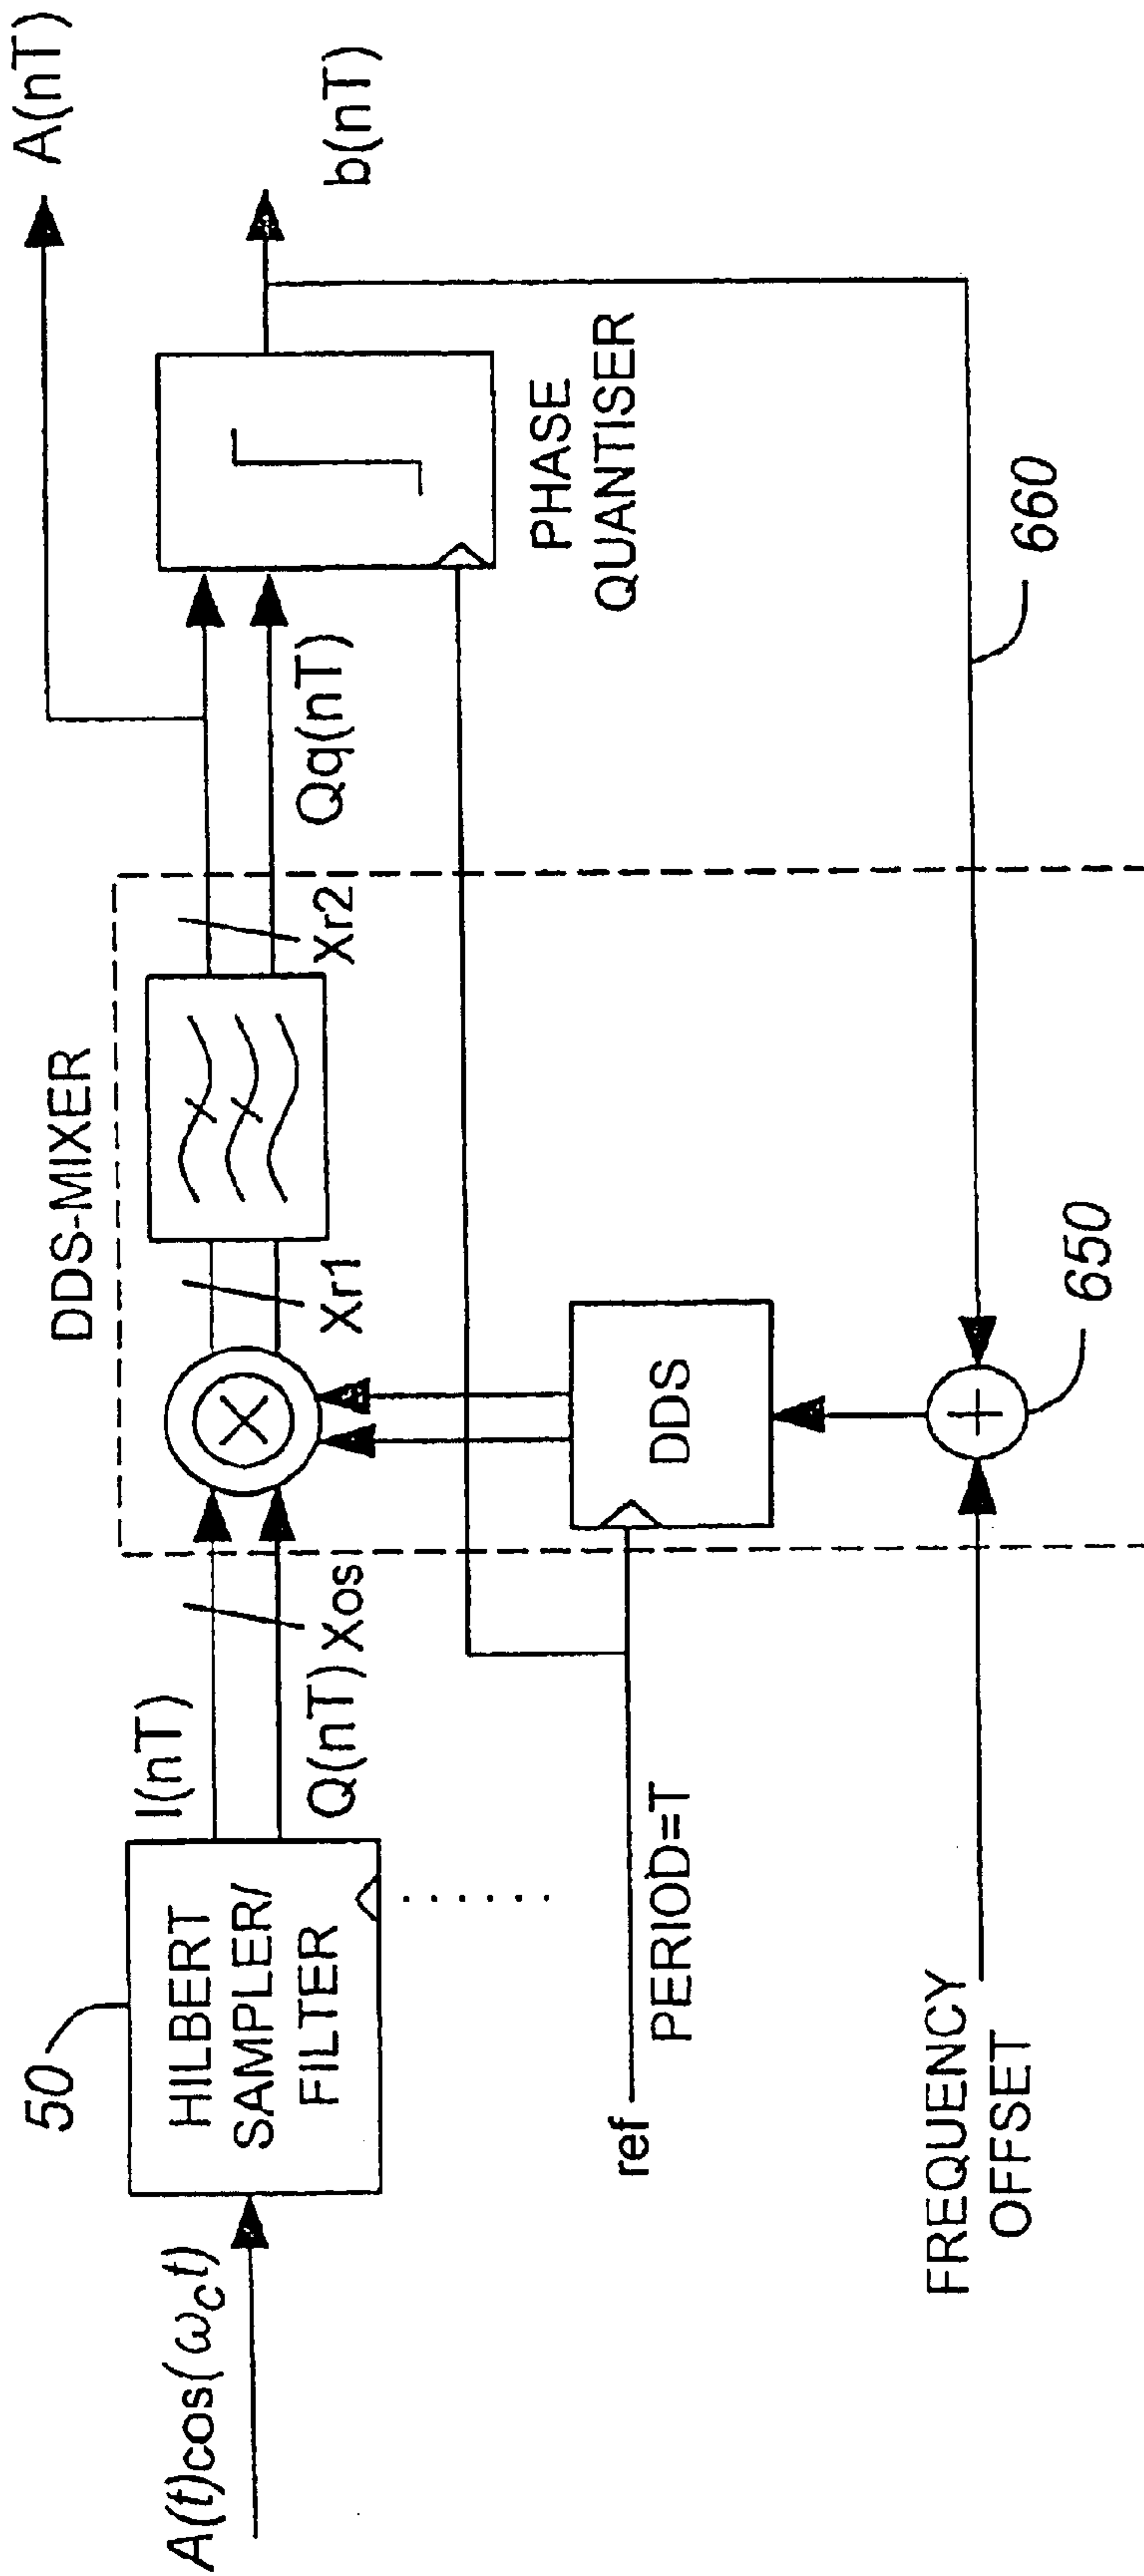 A(t)cos(ω_c t)
50
HILBERT
SAMPLER/
FILTER
I(nT)
Q(nT)
Xos
DDS-MIXER
Xr1
Xr2
Qq(nT)
A(nT)
b(nT)
PHASE
QUANTISER
ref
PERIOD=T
DDS
FREQUENCY
OFFSET
650
660